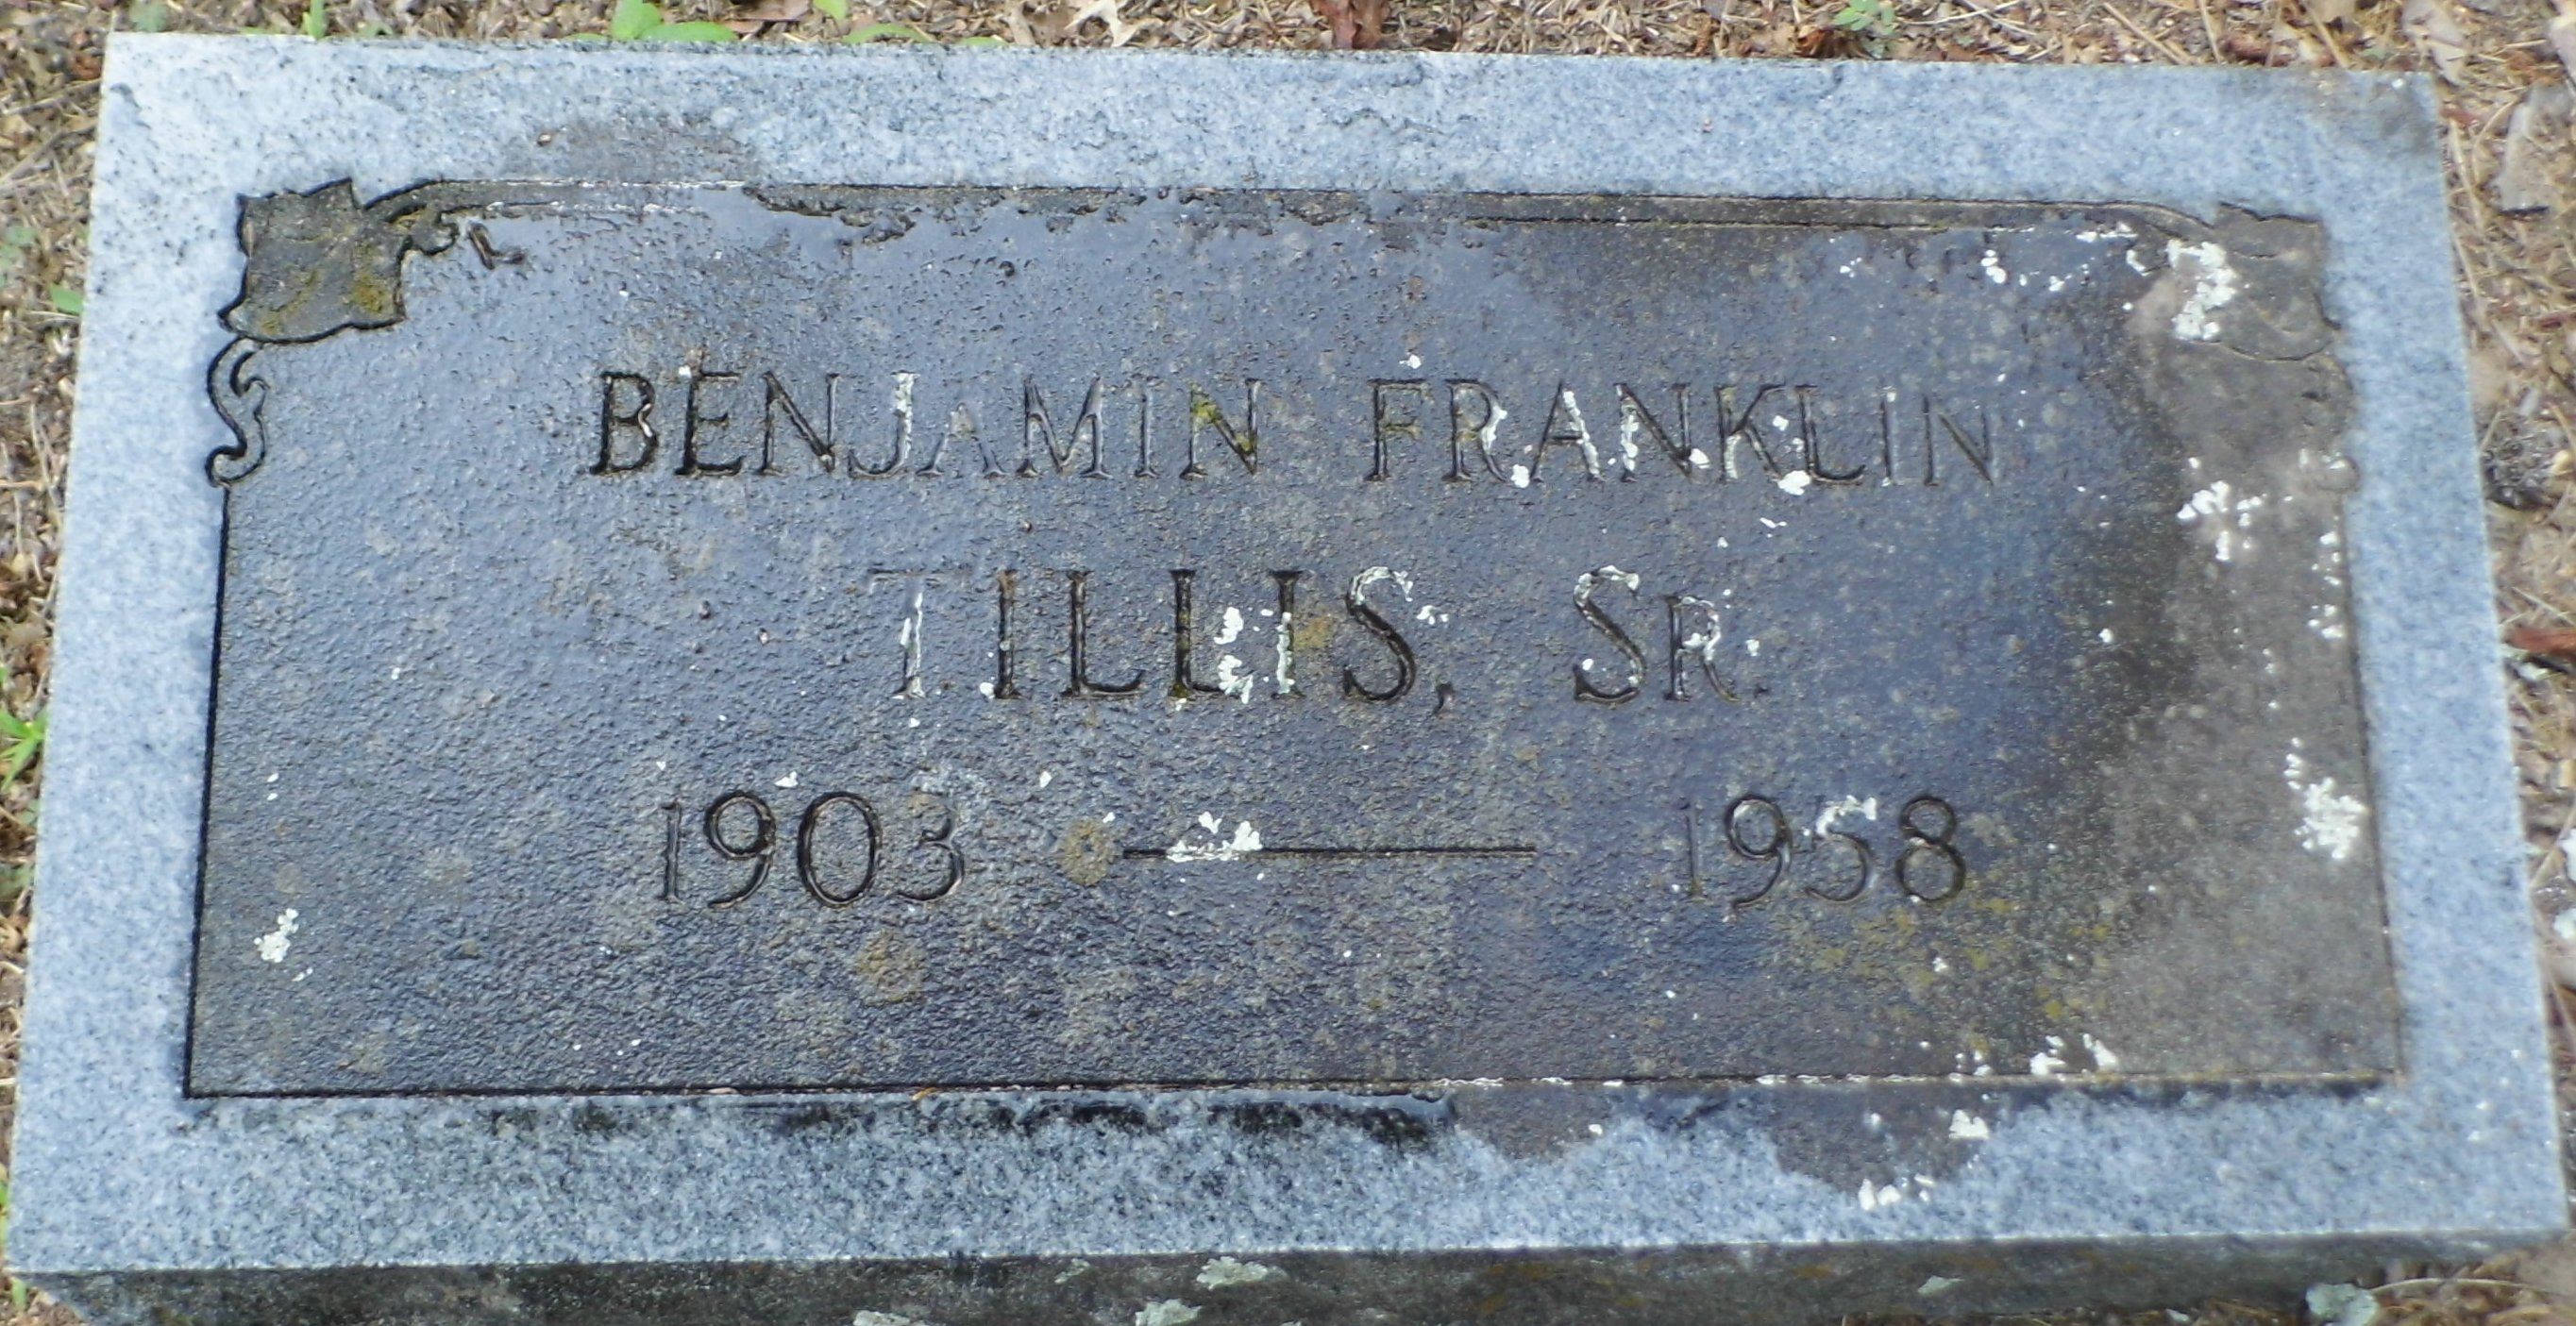 BENJAMIN FRANKLIN
TILLIS, SR.
1903 — 1958